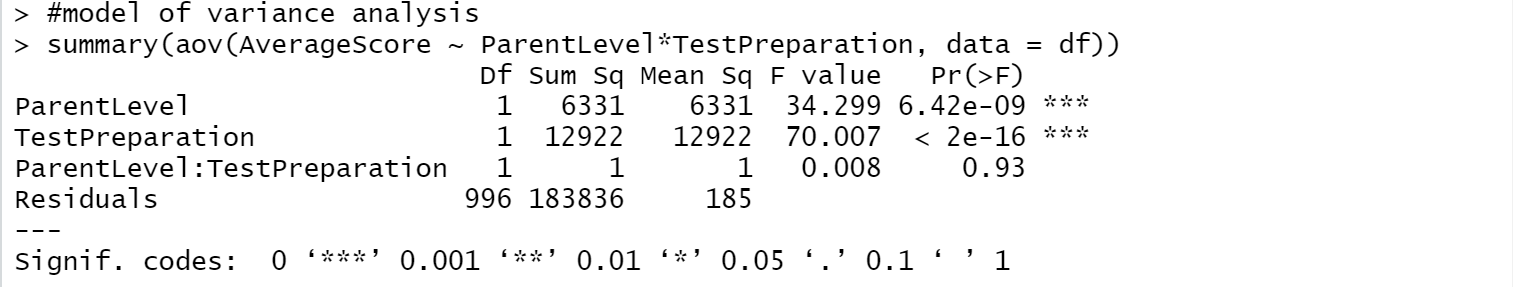 > #model of variance analysis
> summary(aov(AverageScore ~ ParentLevel*TestPreparation, data = df))
                             Df Sum Sq Mean Sq F value   Pr(>F)
ParentLevel                   1   6331    6331  34.299 6.42e-09 ***
TestPreparation               1  12922   12922  70.007  < 2e-16 ***
ParentLevel:TestPreparation   1      1       1   0.008     0.93
Residuals                   996 183836     185
---
Signif. codes:  0 ‘***’ 0.001 ‘**’ 0.01 ‘*’ 0.05 ‘.’ 0.1 ‘ ’ 1